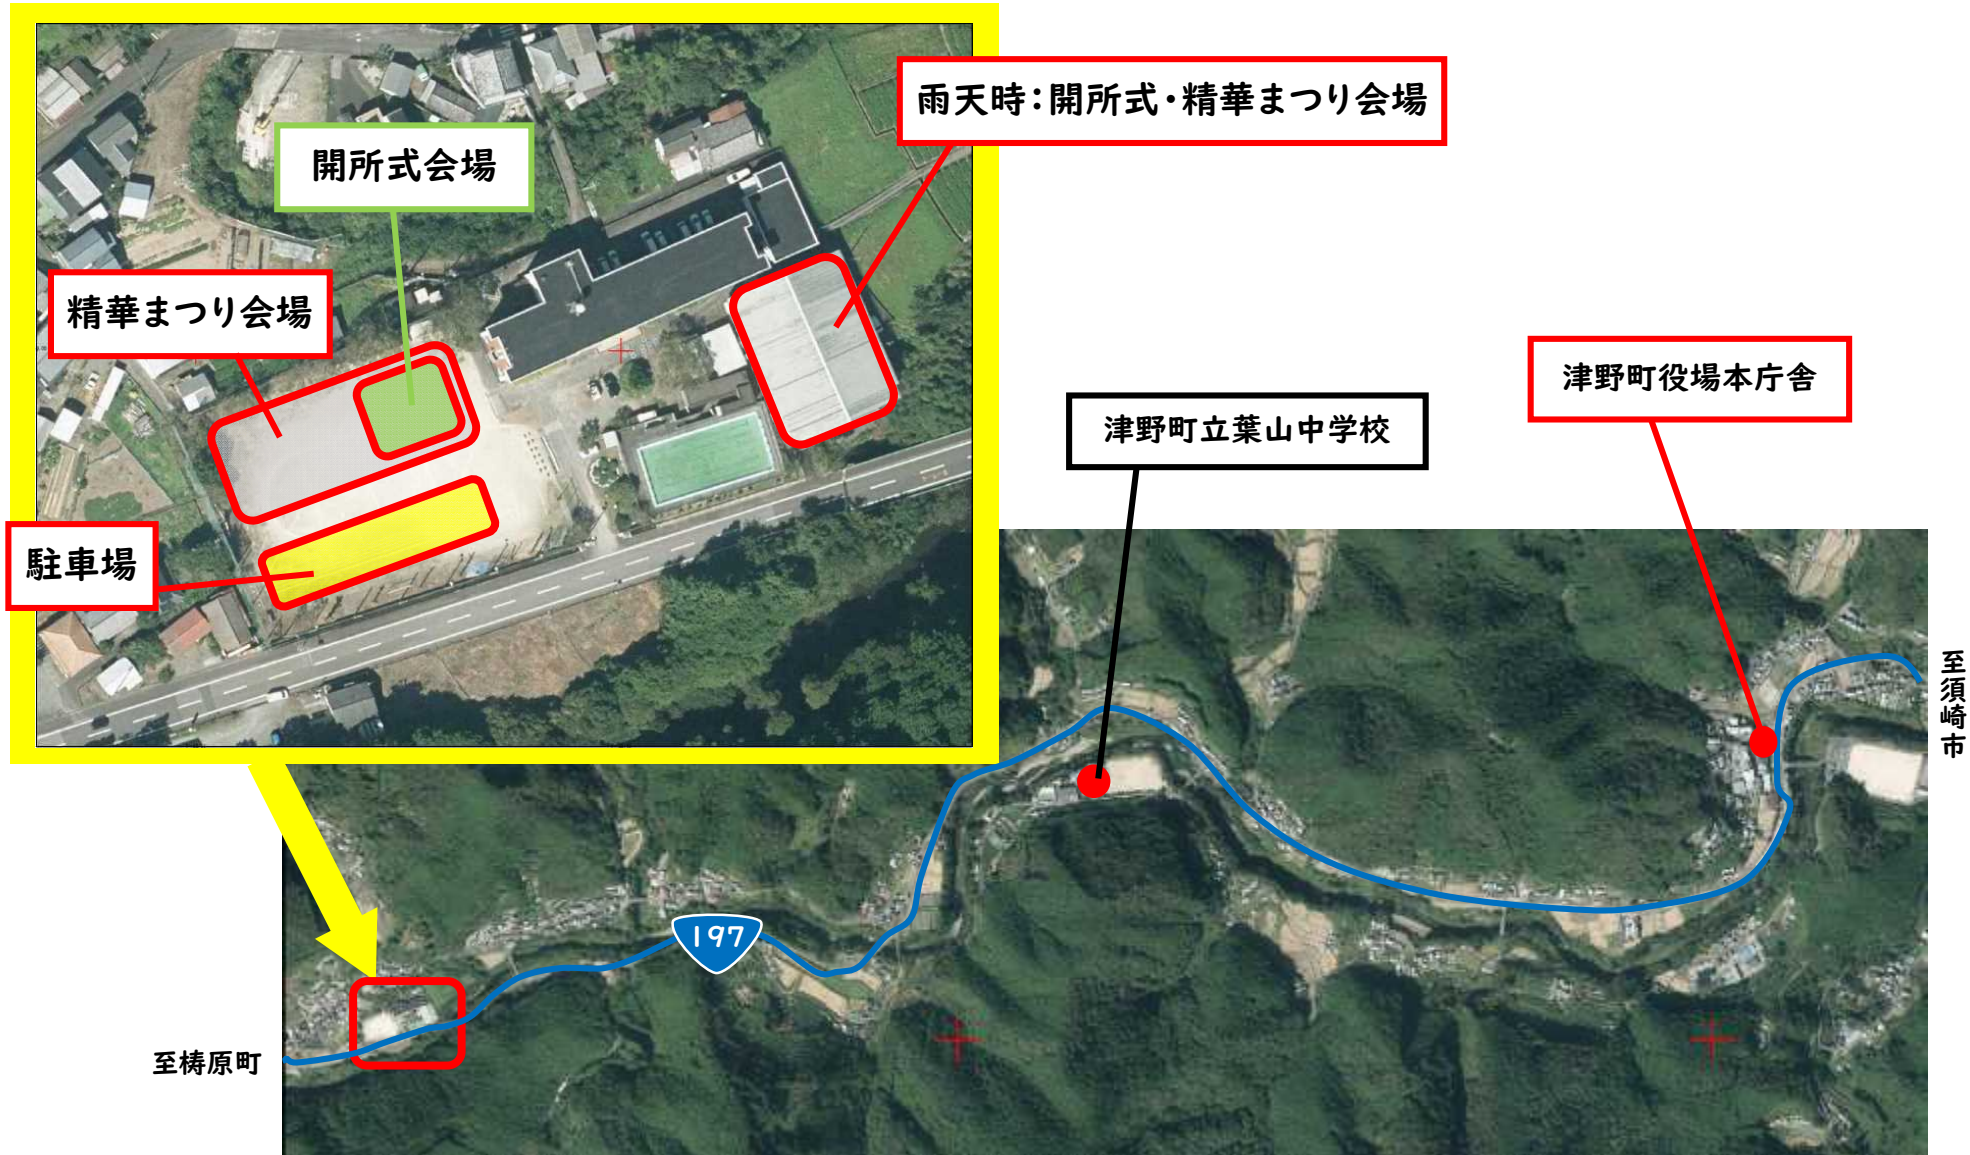 雨天時：開所式・精華まつり会場
開所式会場
精華まつり会場
駐車場
津野町役場本庁舎
津野町立葉山中学校
至須崎市
197
至梼原町